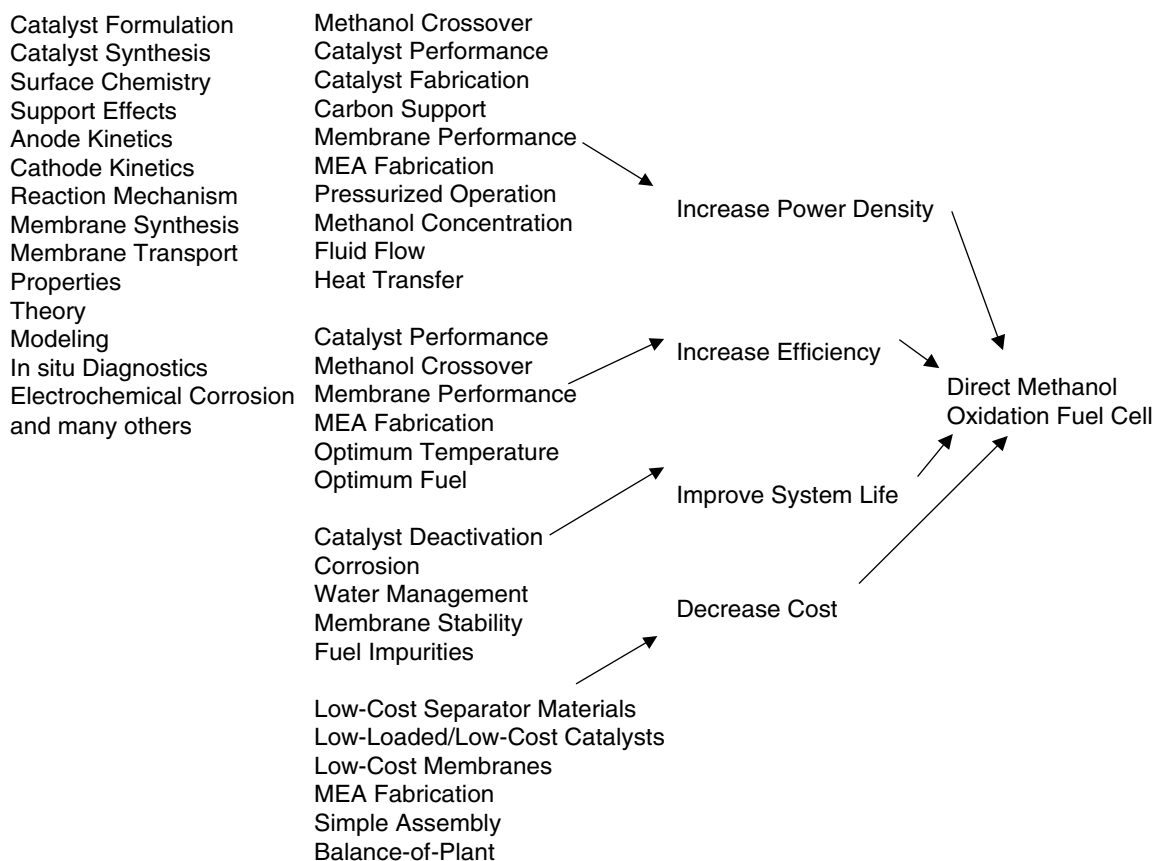 Catalyst Formulation
Catalyst Synthesis
Surface Chemistry
Support Effects
Anode Kinetics
Cathode Kinetics
Reaction Mechanism
Membrane Synthesis
Membrane Transport
Properties
Theory
Modeling
In situ Diagnostics
Electrochemical Corrosion
and many others
Methanol Crossover
Catalyst Performance
Catalyst Fabrication
Carbon Support
Membrane Performance
MEA Fabrication
Pressurized Operation
Methanol Concentration
Fluid Flow
Heat Transfer
Catalyst Performance
Methanol Crossover
Membrane Performance
MEA Fabrication
Optimum Temperature
Optimum Fuel
Catalyst Deactivation
Corrosion
Water Management
Membrane Stability
Fuel Impurities
Low-Cost Separator Materials
Low-Loaded/Low-Cost Catalysts
Low-Cost Membranes
MEA Fabrication
Simple Assembly
Balance-of-Plant
Increase Power Density
Increase Efficiency
Improve System Life
Decrease Cost
Direct Methanol
Oxidation Fuel Cell